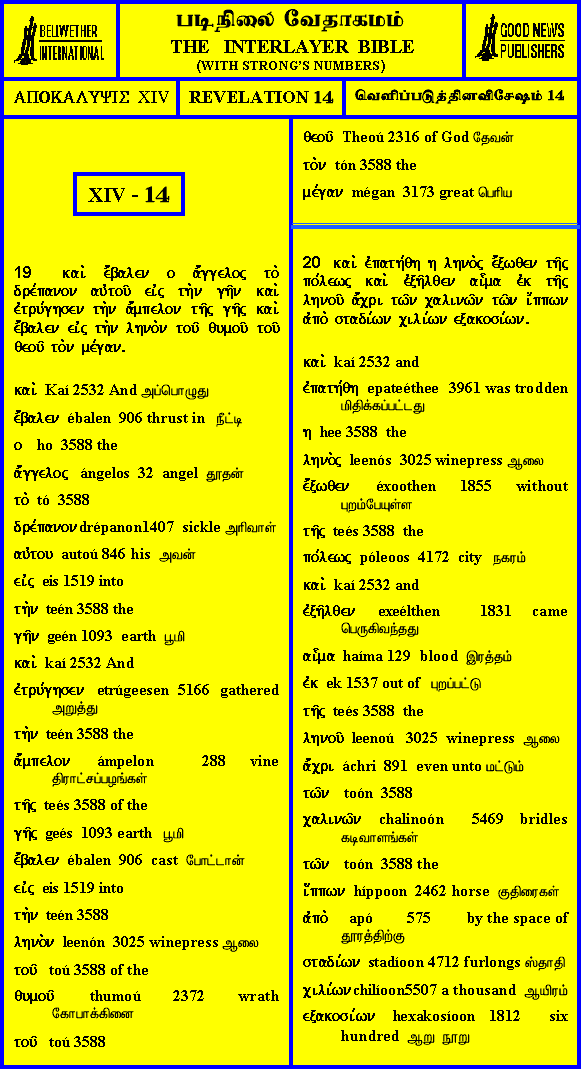 BELIWETHER
INTERNATIONAL
படிநிலை வேதாகமம்
THE INTERLAYER BIBLE
(WITH STRONG'S NUMBERS)
GOOD NEWS
PUBLISHERS
ΑΠΟΚΑΛΥΨΙΣ XIV
REVELATION 14
வெளிப்படுத்தினவிசேஷம் 14
XIV - 14
19 καὶ ἔβαλεν ο ἄγγελος τὸ
δρέπανον αὐτοῦ εἰς τὴν γῆν καὶ
ἐτρύγησεν τὴν ἄμπελον τῆς γῆς καὶ
ἔβαλεν εἰς τὴν ληνὸν τοῦ θυμοῦ τοῦ
θεοῦ τὸν μέγαν.
καὶ Kaí 2532 And அப்பொழுது
ἔβαλεν ébalen 906 thrust in நீட்டி
ο ho 3588 the
ἄγγελος ángelos 32 angel தூதன்
τὸ tó 3588
δρέπανον drépanon1407 sickle அரிவாள்
αὐτου autoú 846 his அவன்
εἰς eis 1519 into
τὴν teén 3588 the
γῆν geén 1093 earth பூமி
καὶ kaí 2532 And
ἐτρύγησεν etrúgeesen 5166 gathered
அறுத்து
τὴν teén 3588 the
ἄμπελον ámpelon 288 vine
திராட்சப்பழங்கள்
τῆς teés 3588 of the
γῆς geés 1093 earth பூமி
ἔβαλεν ébalen 906 cast போட்டான்
εἰς eis 1519 into
τὴν teén 3588
ληνὸν leenón 3025 winepress ஆலை
τοῦ toú 3588 of the
θυμοῦ thumoú 2372 wrath
கோபாக்கினை
τοῦ toú 3588
θεοῦ Theoú 2316 of God தேவன்
τὸν tón 3588 the
μέγαν mégan 3173 great பெரிய
20 καὶ ἐπατήθη η ληνὸς ἔξωθεν τῆς
πόλεως καὶ ἐξῆλθεν αἷμα ἐκ τῆς
ληνοῦ ἄχρι τῶν χαλινῶν τῶν ἵππων
ἀπὸ σταδίων χιλίων εξακοσίων.
καὶ kaí 2532 and
ἐπατήθη epateéthee 3961 was trodden
மிதிக்கப்பட்டது
η hee 3588 the
ληνὸς leenós 3025 winepress ஆலை
ἔξωθεν éxoothen 1855 without
புறம்பேயுள்ள
τῆς teés 3588 the
πόλεως póleoos 4172 city நகரம்
καὶ kaí 2532 and
ἐξῆλθεν exeélthen 1831 came
பெருகிவந்தது
αἷμα haíma 129 blood இரத்தம்
ἐκ ek 1537 out of புறப்பட்டு
τῆς teés 3588 the
ληνοῦ leenoú 3025 winepress ஆலை
ἄχρι áchri 891 even unto மட்டும்
τῶν toón 3588
χαλινῶν chalinoón 5469 bridles
கடிவாளங்கள்
τῶν toón 3588 the
ἵππων híppoon 2462 horse குதிரைகள்
ἀπὸ apó 575 by the space of
தூரத்திற்கு
σταδίων stadíoon 4712 furlongs ஸ்தாதி
χιλίων chilíoon5507 a thousand ஆயிரம்
εξακοσίων hexakosíoon 1812 six
hundred ஆறு நூறு